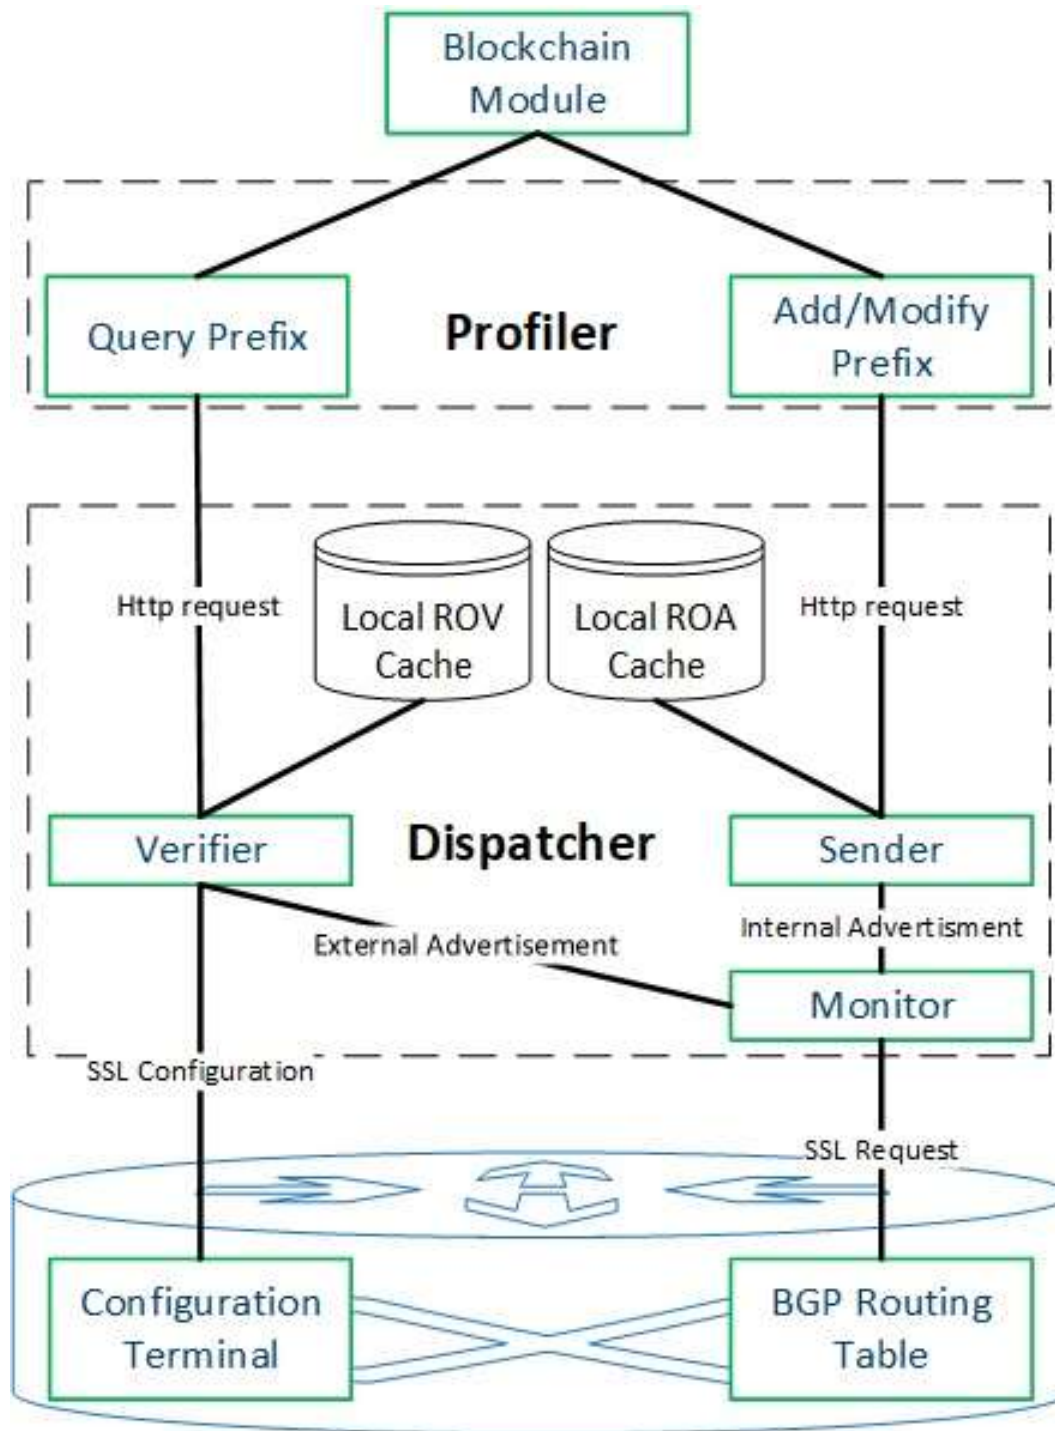 Blockchain
Module
Query Prefix
Profiler
Add/Modify
Prefix
Http request
Local ROV
Cache
Local ROA
Cache
Http request
Verifier
Dispatcher
Sender
External Advertisement
Internal Advertisment
Monitor
SSL Configuration
SSL Request
Configuration
Terminal
BGP Routing
Table